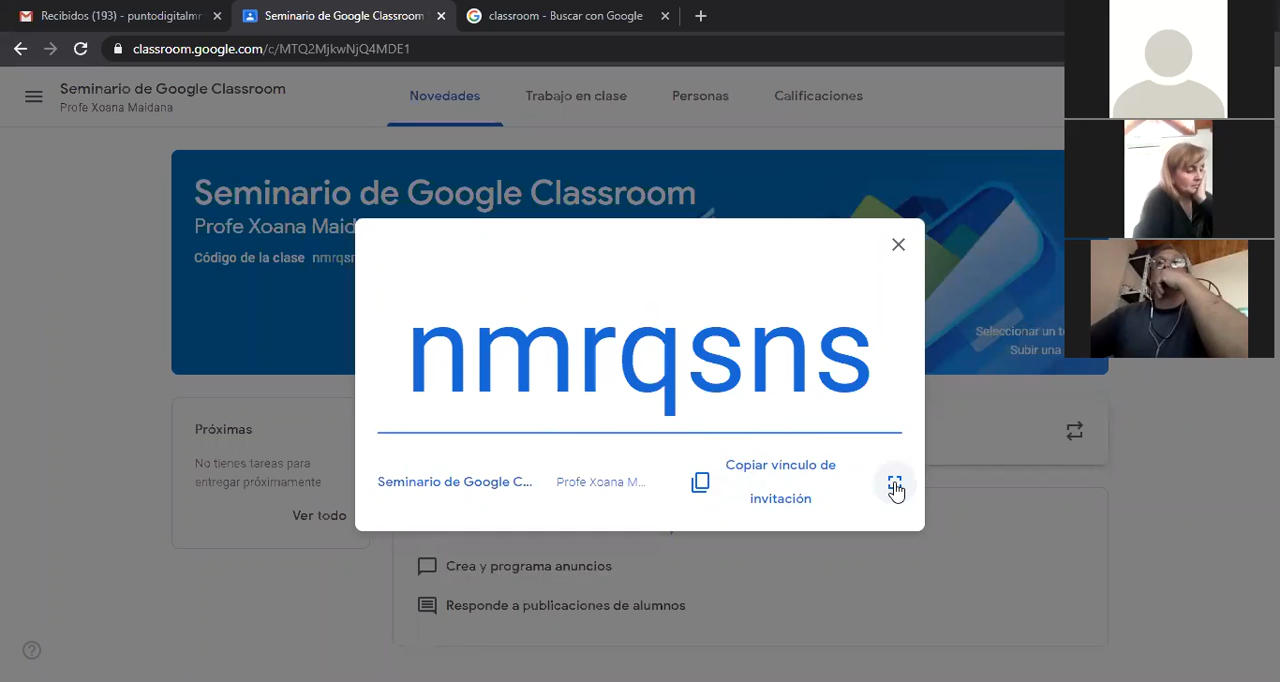 Recibidos (193) - puntodigitalmr
Seminario de Google Classroom
classroom - Buscar con Google
classroom.google.com/c/MTQ2MjkwNjQ4MDE1
Seminario de Google Classroom
Profe Xoana Maidana
Novedades
Trabajo en clase
Personas
Calificaciones
Seminario de Google Classroom
Profe Xoana Maid
Código de la clase nmrqsn
Seleccionar un t
Subir una
nmrqsns
Seminario de Google C...
Profe Xoana M...
Copiar vínculo de
invitación
Próximas
No tienes tareas para
entregar próximamente
Ver todo
Crea y programa anuncios
Responde a publicaciones de alumnos